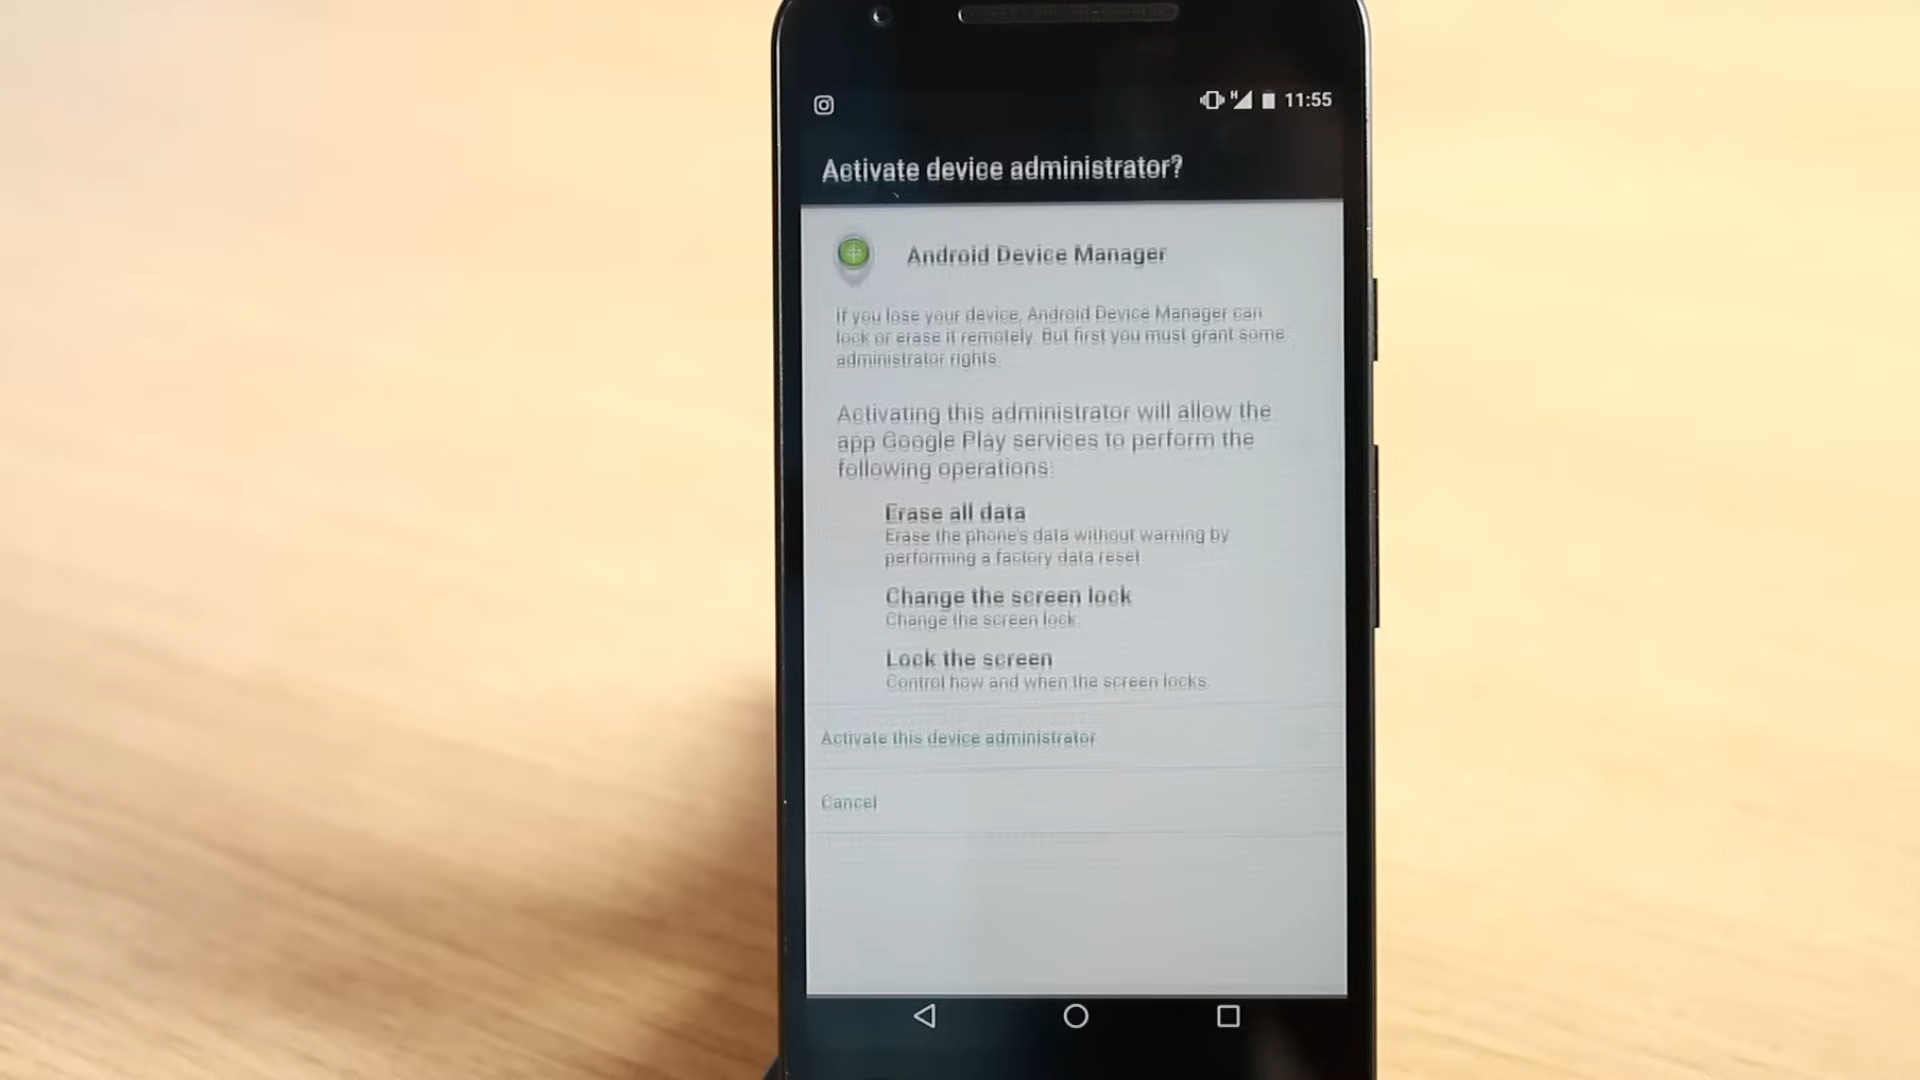 H 11:55
Activate device administrator?
Android Device Manager
If you lose your device, Android Device Manager can
lock or erase it remotely. But first you must grant some
administrator rights.
Activating this administrator will allow the
app Google Play services to perform the
following operations:
Erase all data
Erase the phone's data without warning by
performing a factory data reset.
Change the screen lock
Change the screen lock.
Lock the screen
Control how and when the screen locks.
Activate this device administrator
Cancel